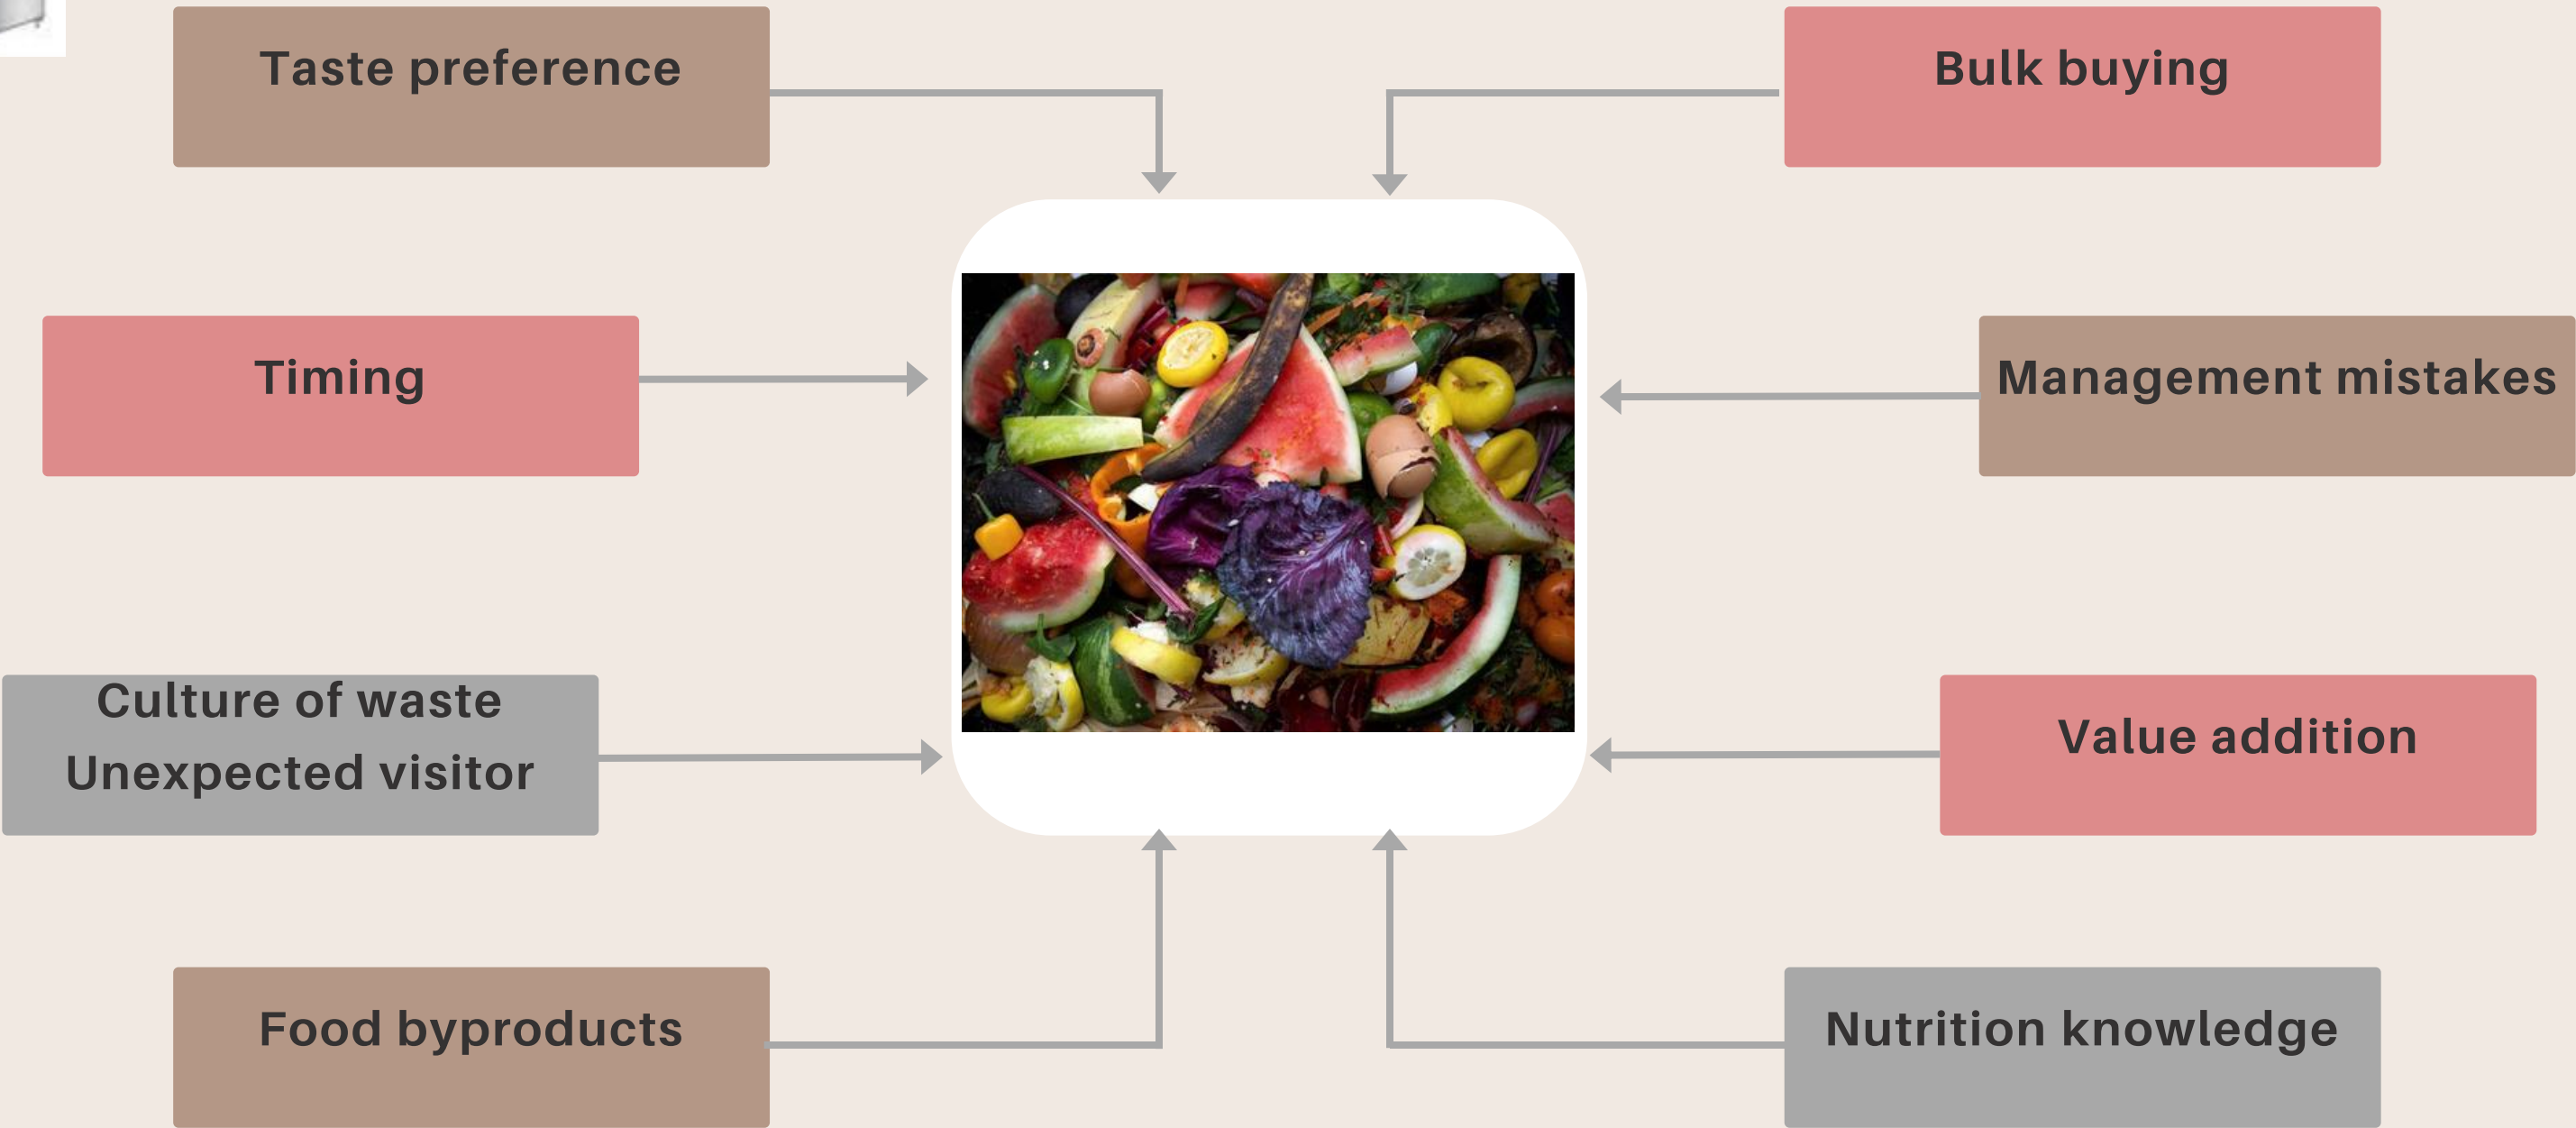 Taste preference
Bulk buying
Timing
Management mistakes
Culture of waste
Unexpected visitor
Value addition
Food byproducts
Nutrition knowledge